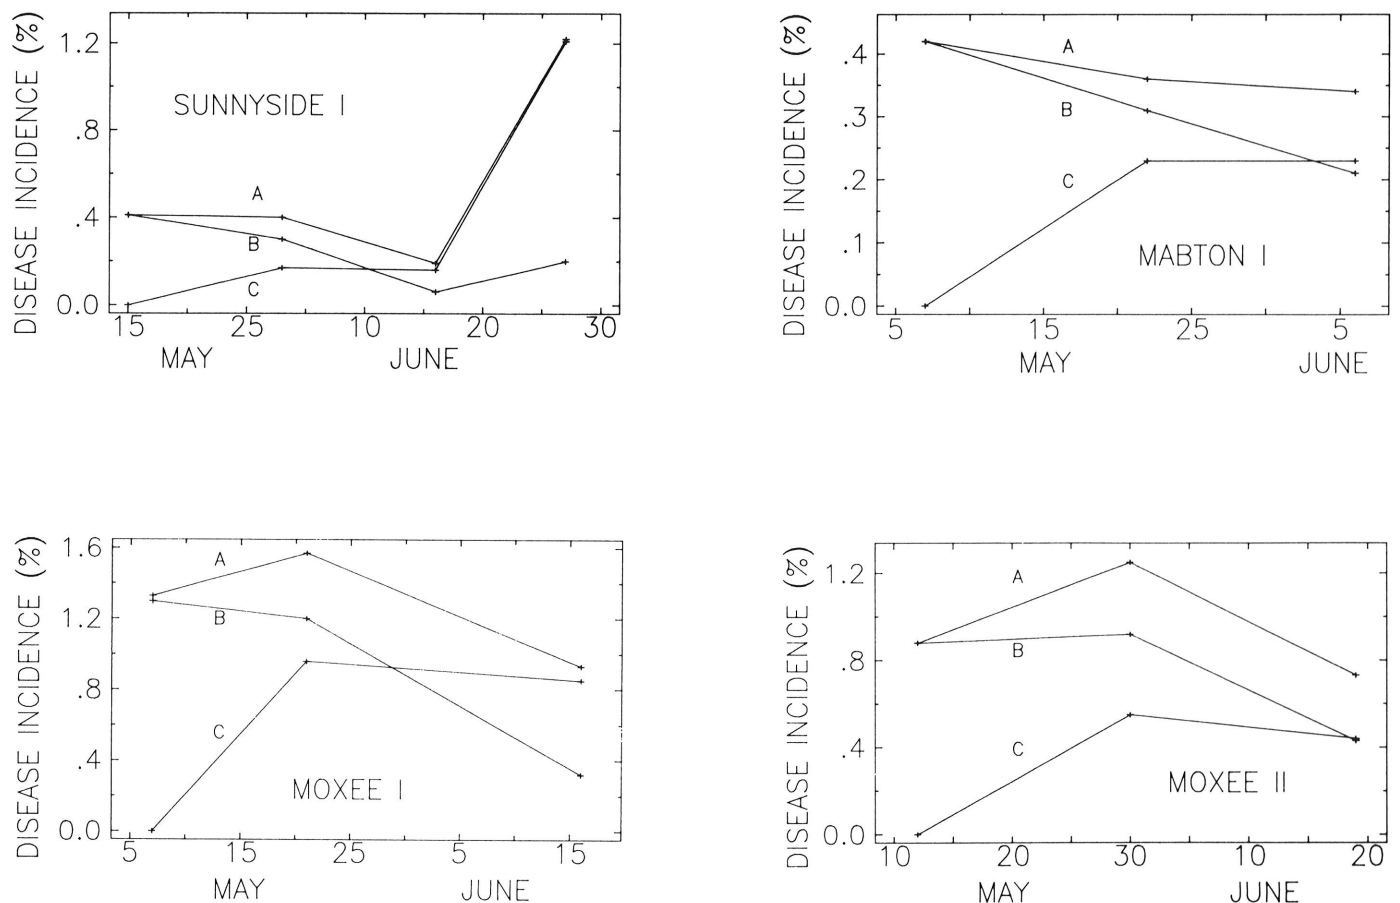 DISEASE INCIDENCE (%)
1.2
.8
.4
0.0
SUNNYSIDE I
A
B
C
15 25 10 20 30
MAY JUNE
DISEASE INCIDENCE (%)
.4
.3
.2
.1
0.0
A
B
C
MABTON I
5 15 25 5
MAY JUNE
DISEASE INCIDENCE (%)
1.6
1.2
.8
.4
0.0
A
B
C
MOXEE I
5 15 25 5 15
MAY JUNE
DISEASE INCIDENCE (%)
1.2
.8
.4
0.0
A
B
C
MOXEE II
10 20 30 10 20
MAY JUNE